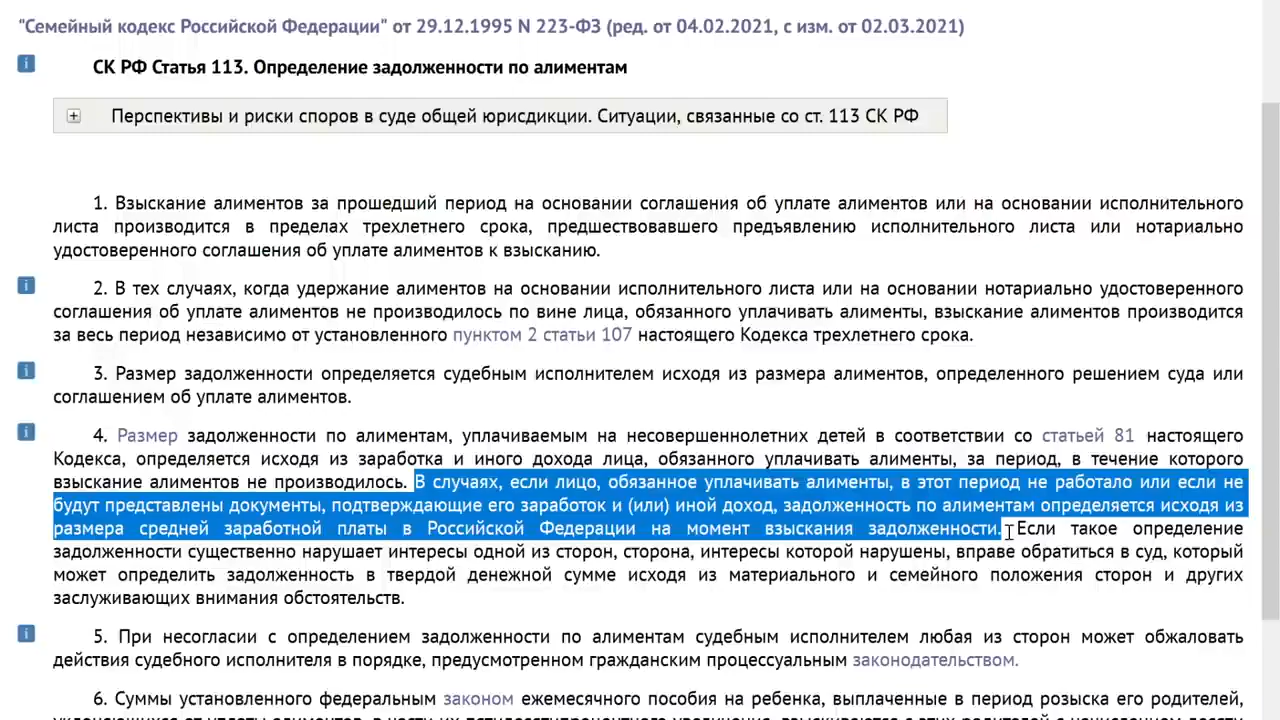 "Семейный кодекс Российской Федерации" от 29.12.1995 N 223-ФЗ (ред. от 04.02.2021, с изм. от 02.03.2021)
СК РФ Статья 113. Определение задолженности по алиментам
Перспективы и риски споров в суде общей юрисдикции. Ситуации, связанные со ст. 113 СК РФ
1. Взыскание алиментов за прошедший период на основании соглашения об уплате алиментов или на основании исполнительного
листа производится в пределах трехлетнего срока, предшествовавшего предъявлению исполнительного листа или нотариально
удостоверенного соглашения об уплате алиментов к взысканию.
2. В тех случаях, когда удержание алиментов на основании исполнительного листа или на основании нотариально удостоверенного
соглашения об уплате алиментов не производилось по вине лица, обязанного уплачивать алименты, взыскание алиментов производится
за весь период независимо от установленного пунктом 2 статьи 107 настоящего Кодекса трехлетнего срока.
3. Размер задолженности определяется судебным исполнителем исходя из размера алиментов, определенного решением суда или
соглашением об уплате алиментов.
4. Размер задолженности по алиментам, уплачиваемым на несовершеннолетних детей в соответствии со статьей 81 настоящего
Кодекса, определяется исходя из заработка и иного дохода лица, обязанного уплачивать алименты, за период, в течение которого
взыскание алиментов не производилось. В случаях, если лицо, обязанное уплачивать алименты, в этот период не работало или если не
будут представлены документы, подтверждающие его заработок и (или) иной доход, задолженность по алиментам определяется исходя из
размера средней заработной платы в Российской Федерации на момент взыскания задолженности. Если такое определение
задолженности существенно нарушает интересы одной из сторон, сторона, интересы которой нарушены, вправе обратиться в суд, который
может определить задолженность в твердой денежной сумме исходя из материального и семейного положения сторон и других
заслуживающих внимания обстоятельств.
5. При несогласии с определением задолженности по алиментам судебным исполнителем любая из сторон может обжаловать
действия судебного исполнителя в порядке, предусмотренном гражданским процессуальным законодательством.
6. Суммы установленного федеральным законом ежемесячного пособия на ребенка, выплаченные в период розыска его родителей,